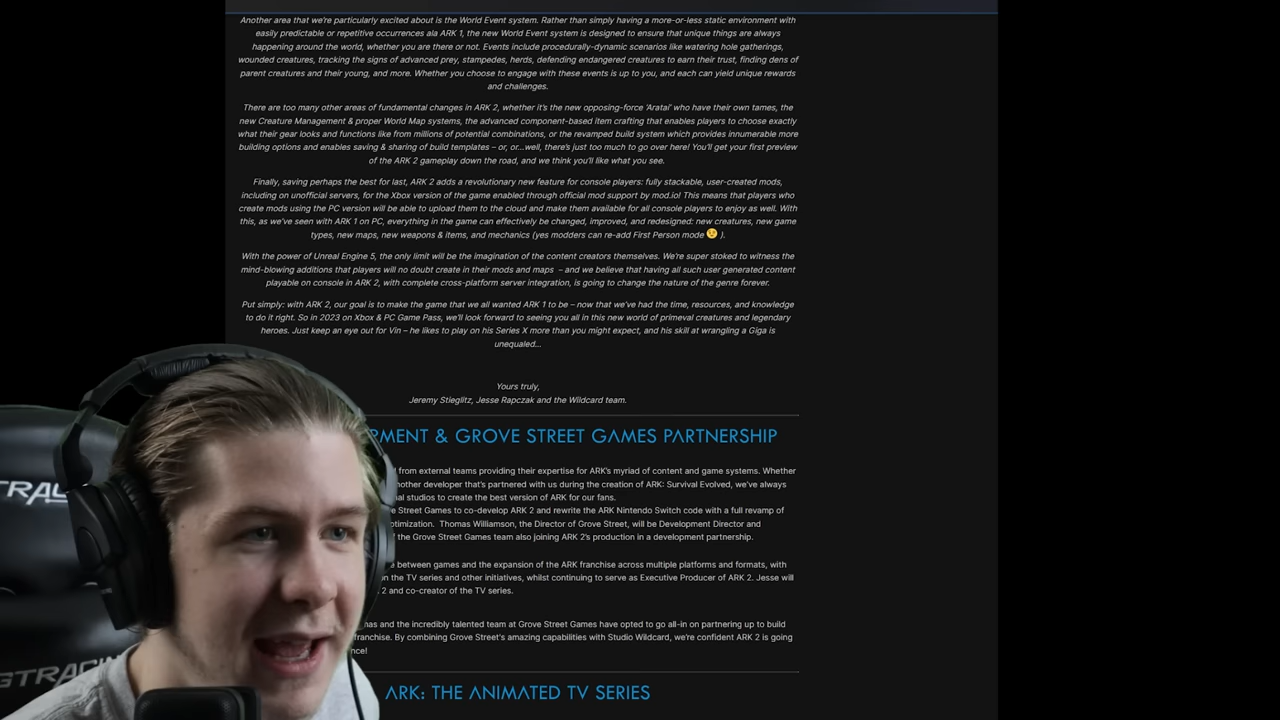 Another area that we're particularly excited about is the World Event system. Rather than simply having a more-or-less static environment with
easily predictable or repetitive occurrences ala ARK 1, the new World Event system is designed to ensure that unique things are always
happening around the world, whether you are there or not. Events include procedurally-dynamic scenarios like watering hole gatherings,
wounded creatures, tracking the signs of advanced prey, stampedes, herds, defending endangered creatures to earn their trust, finding dens of
parent creatures and their young, and more. Whether you choose to engage with these events is up to you, and each can yield unique rewards
and challenges.
There are too many other areas of fundamental changes in ARK 2, whether it's the new opposing-force 'Aratai' who have their own tames, the
new Creature Management & proper World Map systems, the advanced component-based item crafting that enables players to choose exactly
what their gear looks and functions like from millions of potential combinations, or the revamped build system which provides innumerable more
building options and enables saving & sharing of build templates – or, or...well, there's just too much to go over here! You'll get your first preview
of the ARK 2 gameplay down the road, and we think you'll like what you see.
Finally, saving perhaps the best for last, ARK 2 adds a revolutionary new feature for console players: fully stackable, user-created mods,
including on unofficial servers, for the Xbox version of the game enabled through official mod support by mod.io! This means that players who
create mods using the PC version will be able to upload them to the cloud and make them available for all console players to enjoy as well. With
this, as we've seen with ARK 1 on PC, everything in the game can effectively be changed, improved, and redesigned: new creatures, new game
types, new maps, new weapons & items, and mechanics (yes modders can re-add First Person mode 😉 ).
With the power of Unreal Engine 5, the only limit will be the imagination of the content creators themselves. We're super stoked to witness the
mind-blowing additions that players will no doubt create in their mods and maps – and we believe that having all such user generated content
playable on console in ARK 2, with complete cross-platform server integration, is going to change the nature of the genre forever.
Put simply: with ARK 2, our goal is to make the game that we all wanted ARK 1 to be – now that we've had the time, resources, and knowledge
to do it right. So in 2023 on Xbox & PC Game Pass, we'll look forward to seeing you all in this new world of primeval creatures and legendary
heroes. Just keep an eye out for Vin – he likes to play on his Series X more than you might expect, and his skill at wrangling a Giga is
unequaled...
Yours truly,
Jeremy Stieglitz, Jesse Rapczak and the Wildcard team.
PMENT & GROVE STREET GAMES PARTNERSHIP
from external teams providing their expertise for ARK's myriad of content and game systems. Whether
nother developer that's partnered with us during the creation of ARK: Survival Evolved, we've always
al studios to create the best version of ARK for our fans.
e Street Games to co-develop ARK 2 and rewrite the ARK Nintendo Switch code with a full revamp of
ptimization. Thomas Williamson, the Director of Grove Street, will be Development Director and
the Grove Street Games team also joining ARK 2's production in a development partnership.
e between games and the expansion of the ARK franchise across multiple platforms and formats, with
on the TV series and other initiatives, whilst continuing to serve as Executive Producer of ARK 2. Jesse will
2 and co-creator of the TV series.
mas and the incredibly talented team at Grove Street Games have opted to go all-in on partnering up to build
franchise. By combining Grove Street's amazing capabilities with Studio Wildcard, we're confident ARK 2 is going
nce!
ARK: THE ANIMATED TV SERIES
GTRACING